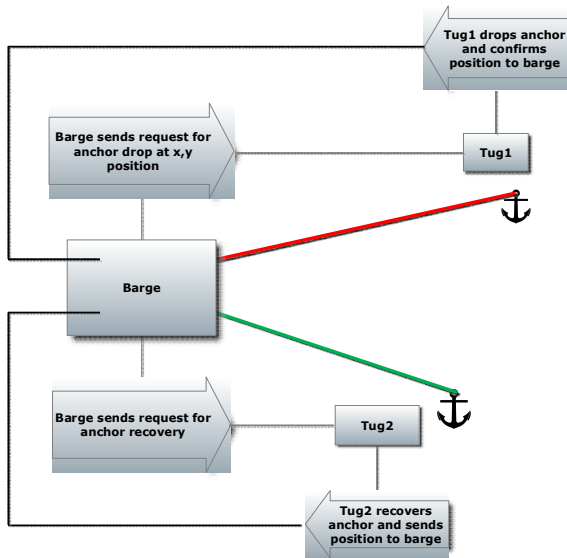 Tug1 drops anchor
and confirms
position to barge
Barge sends request for
anchor drop at x,y
position
Tug1
Barge
Barge sends request for
anchor recovery
Tug2
Tug2 recovers
anchor and sends
position to barge